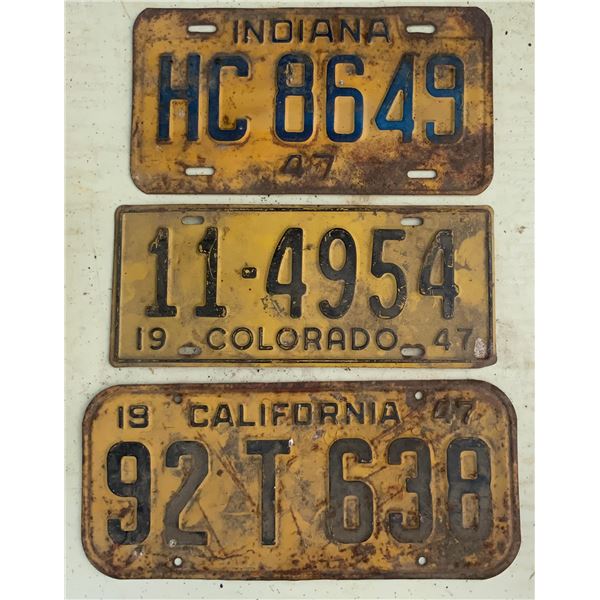 INDIANA
HC 8649
47
11-4954
19 COLORADO 47
19 CALIFORNIA 47
92 T 638